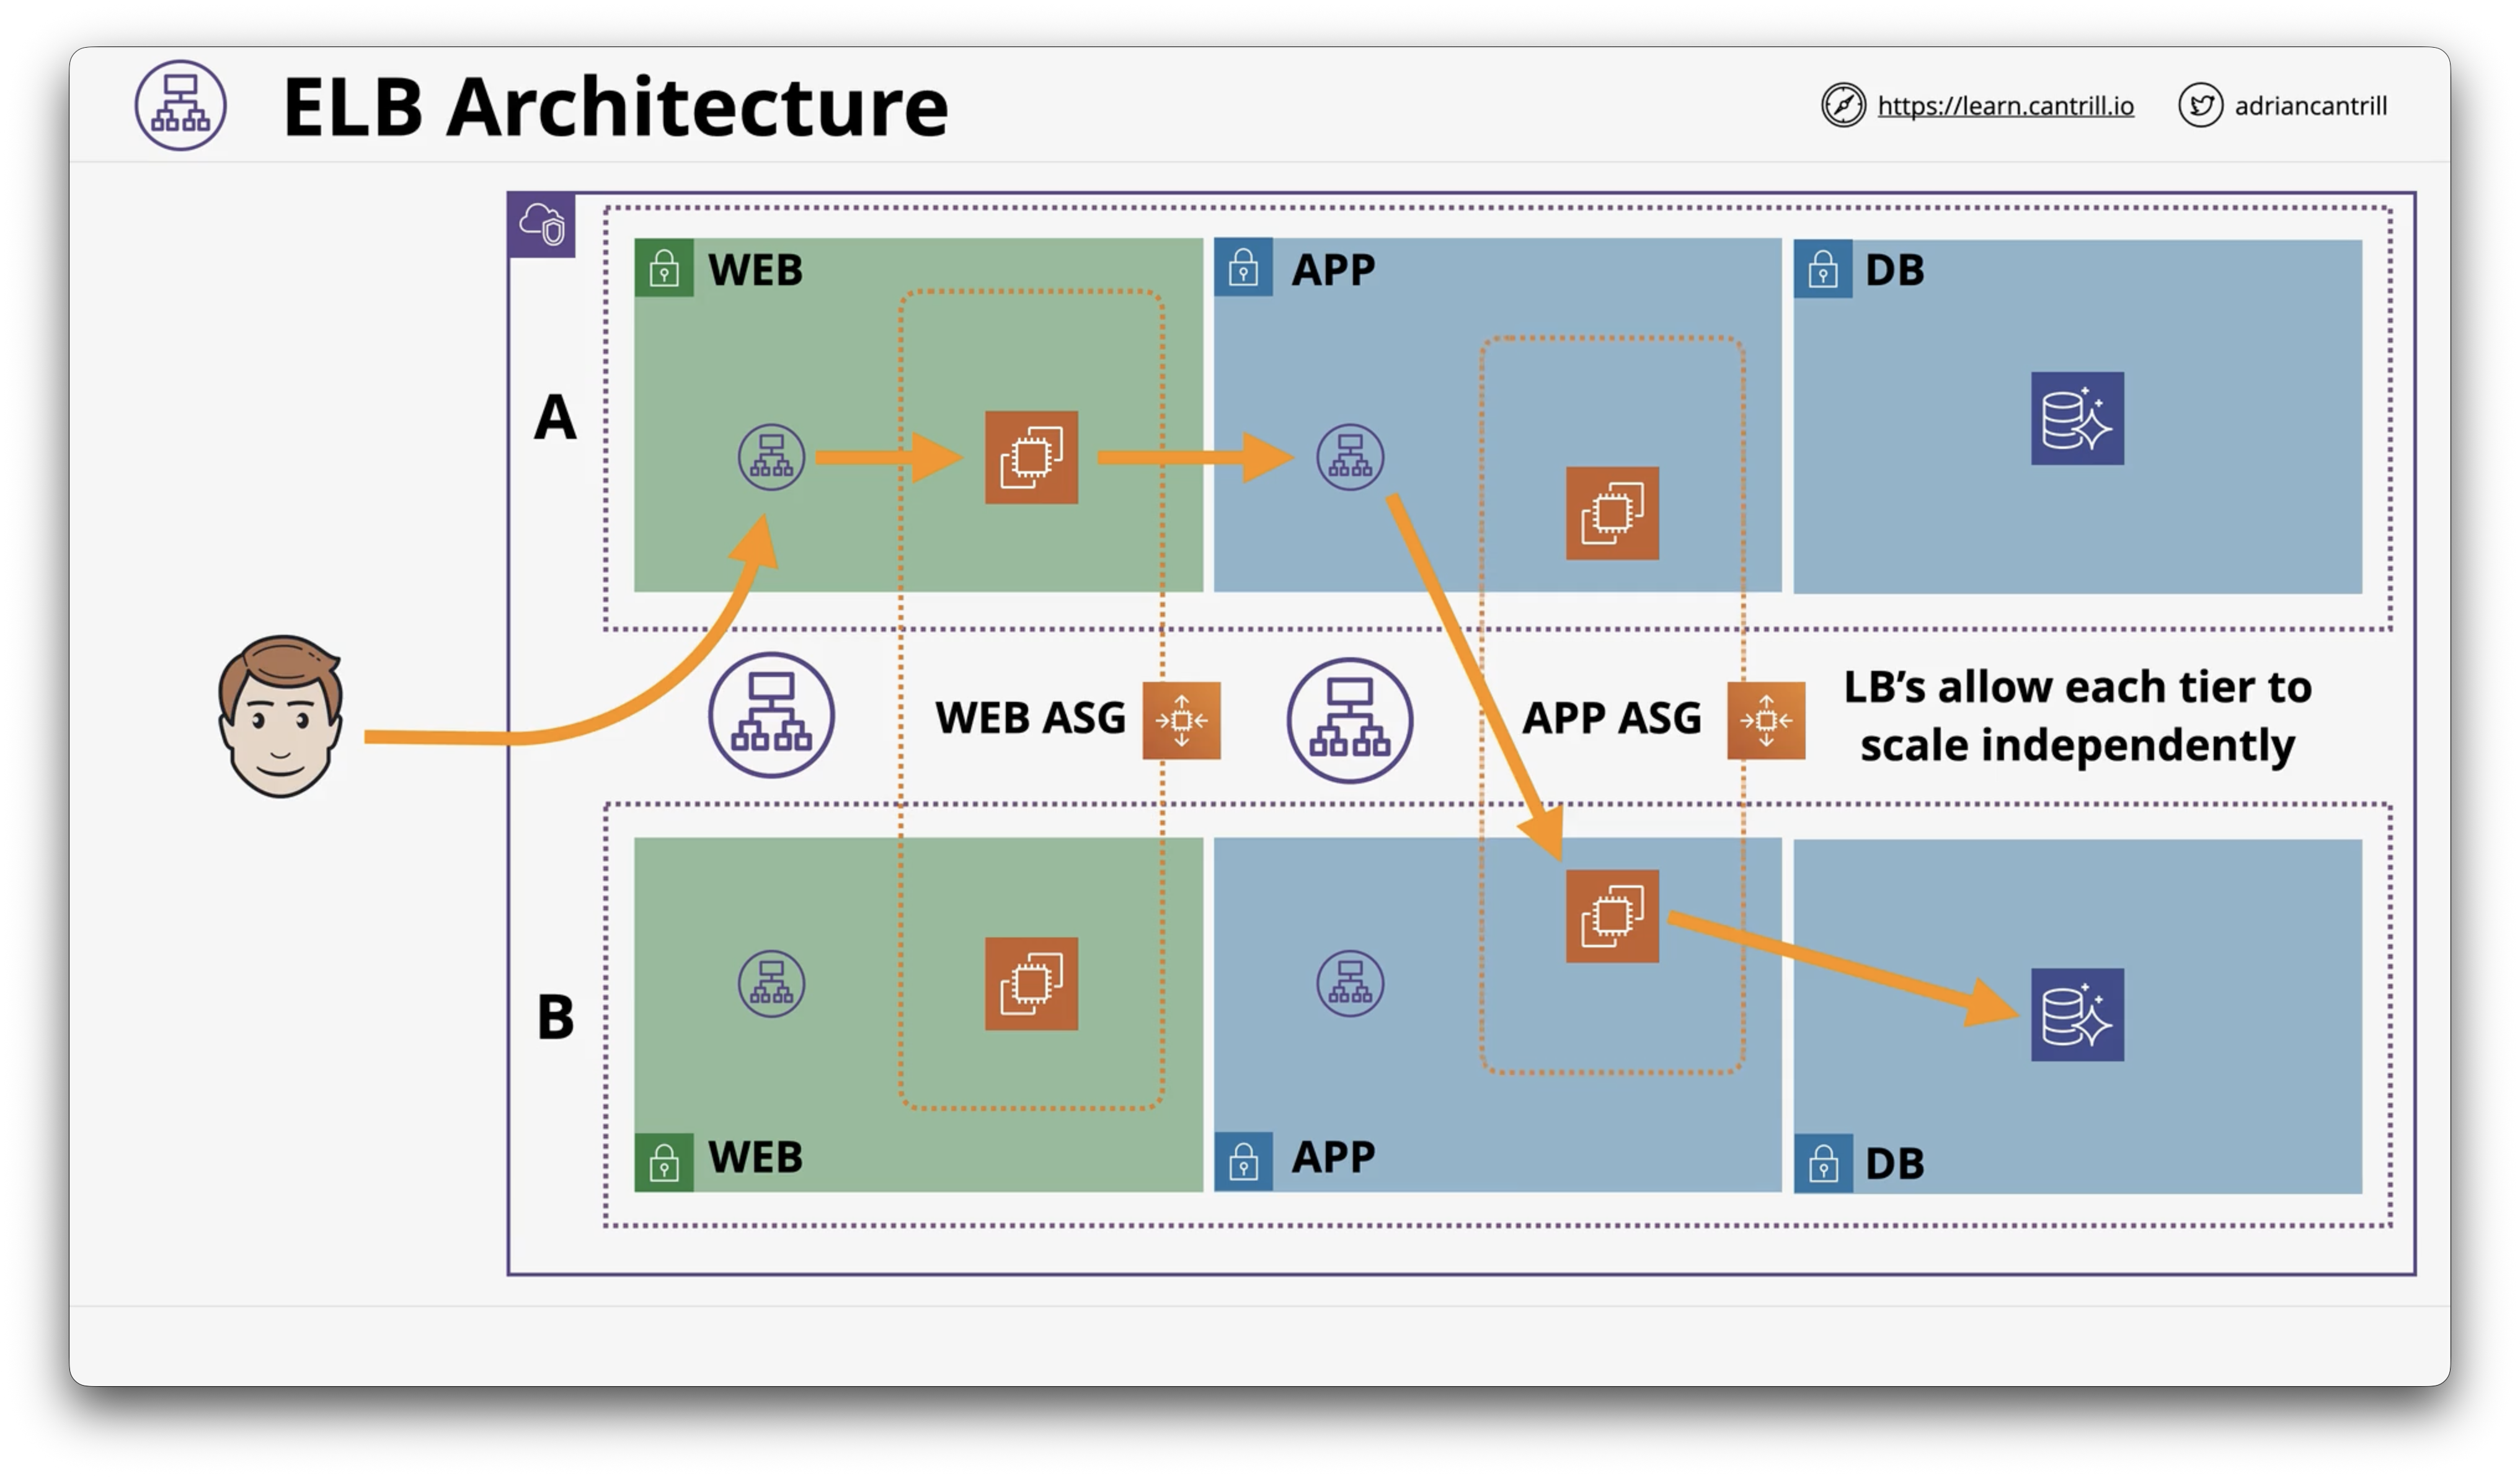 ELB Architecture
https://learn.cantrill.io
adriancantrill
WEB
APP
DB
A
WEB ASG
APP ASG
LB’s allow each tier to
scale independently
B
WEB
APP
DB